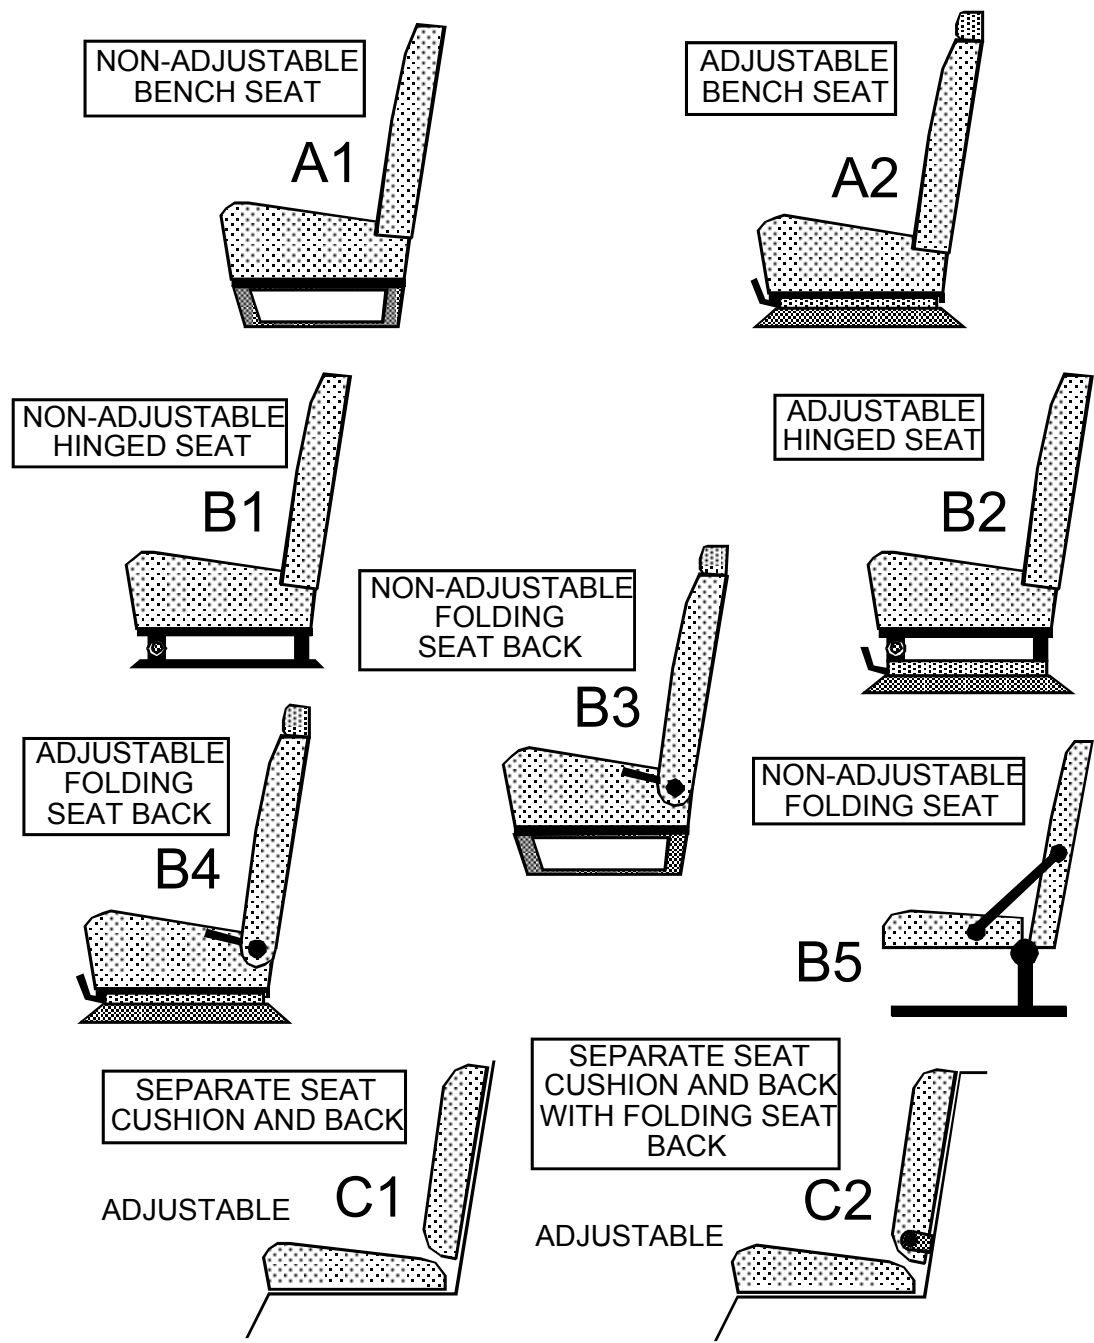 NON-ADJUSTABLE
BENCH SEAT
A1
ADJUSTABLE
BENCH SEAT
A2
NON-ADJUSTABLE
HINGED SEAT
B1
ADJUSTABLE
HINGED SEAT
B2
NON-ADJUSTABLE
FOLDING
SEAT BACK
B3
ADJUSTABLE
FOLDING
SEAT BACK
B4
NON-ADJUSTABLE
FOLDING SEAT
B5
SEPARATE SEAT
CUSHION AND BACK
C1
ADJUSTABLE
SEPARATE SEAT
CUSHION AND BACK
WITH FOLDING SEAT
BACK
C2
ADJUSTABLE